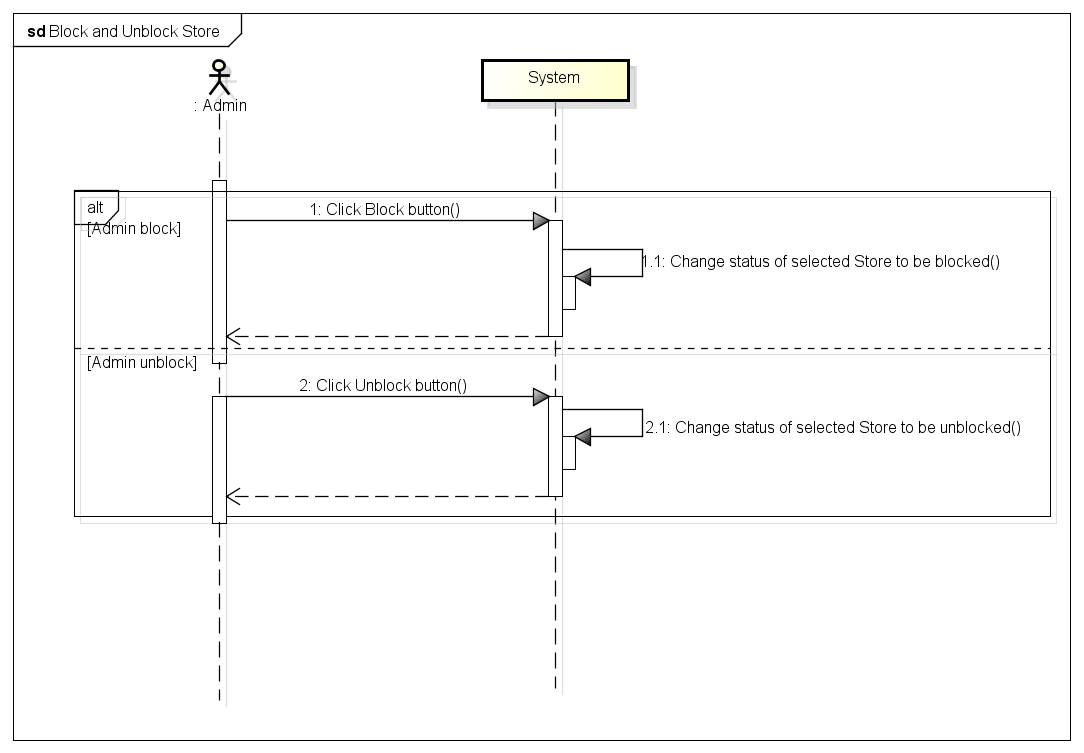 sd Block and Unblock Store
System
: Admin
alt
1: Click Block button()
[Admin block]
1.1: Change status of selected Store to be blocked()
[Admin unblock]
2: Click Unblock button()
2.1: Change status of selected Store to be unblocked()